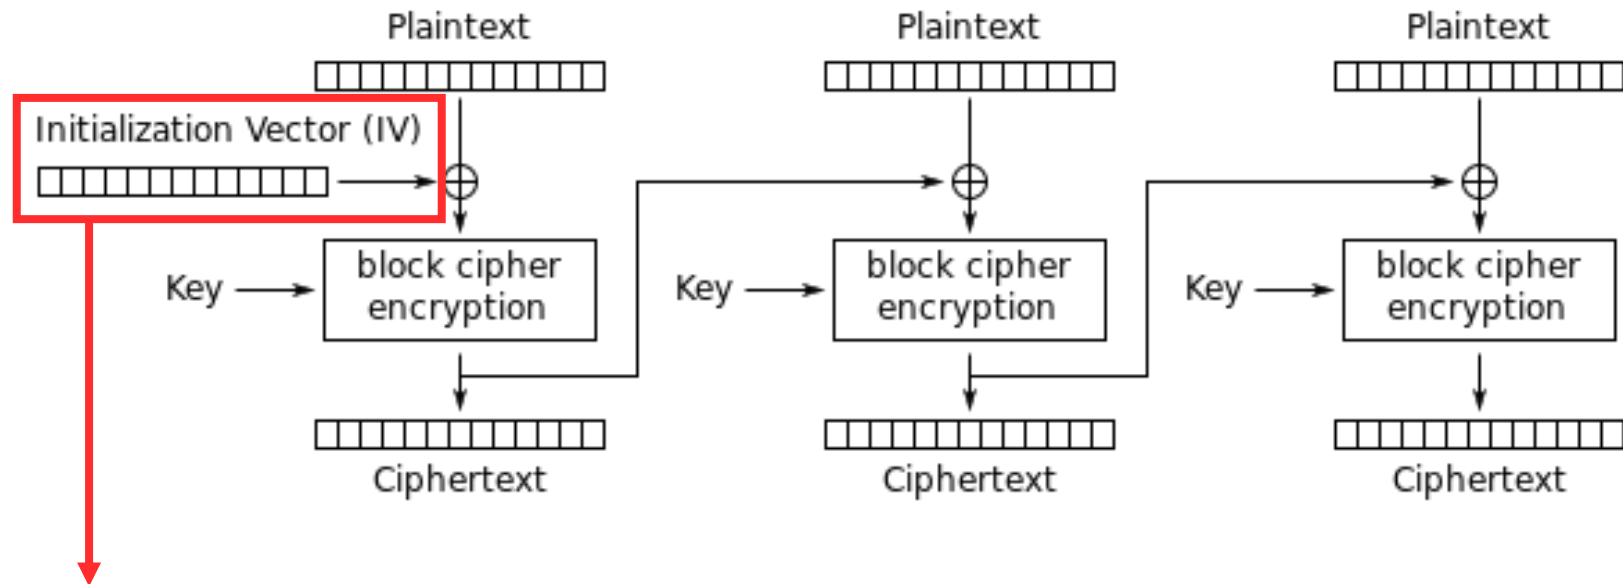 Plaintext
Plaintext
Plaintext
Initialization Vector (IV)
Key
block cipher
encryption
Key
block cipher
encryption
Key
block cipher
encryption
Ciphertext
Ciphertext
Ciphertext